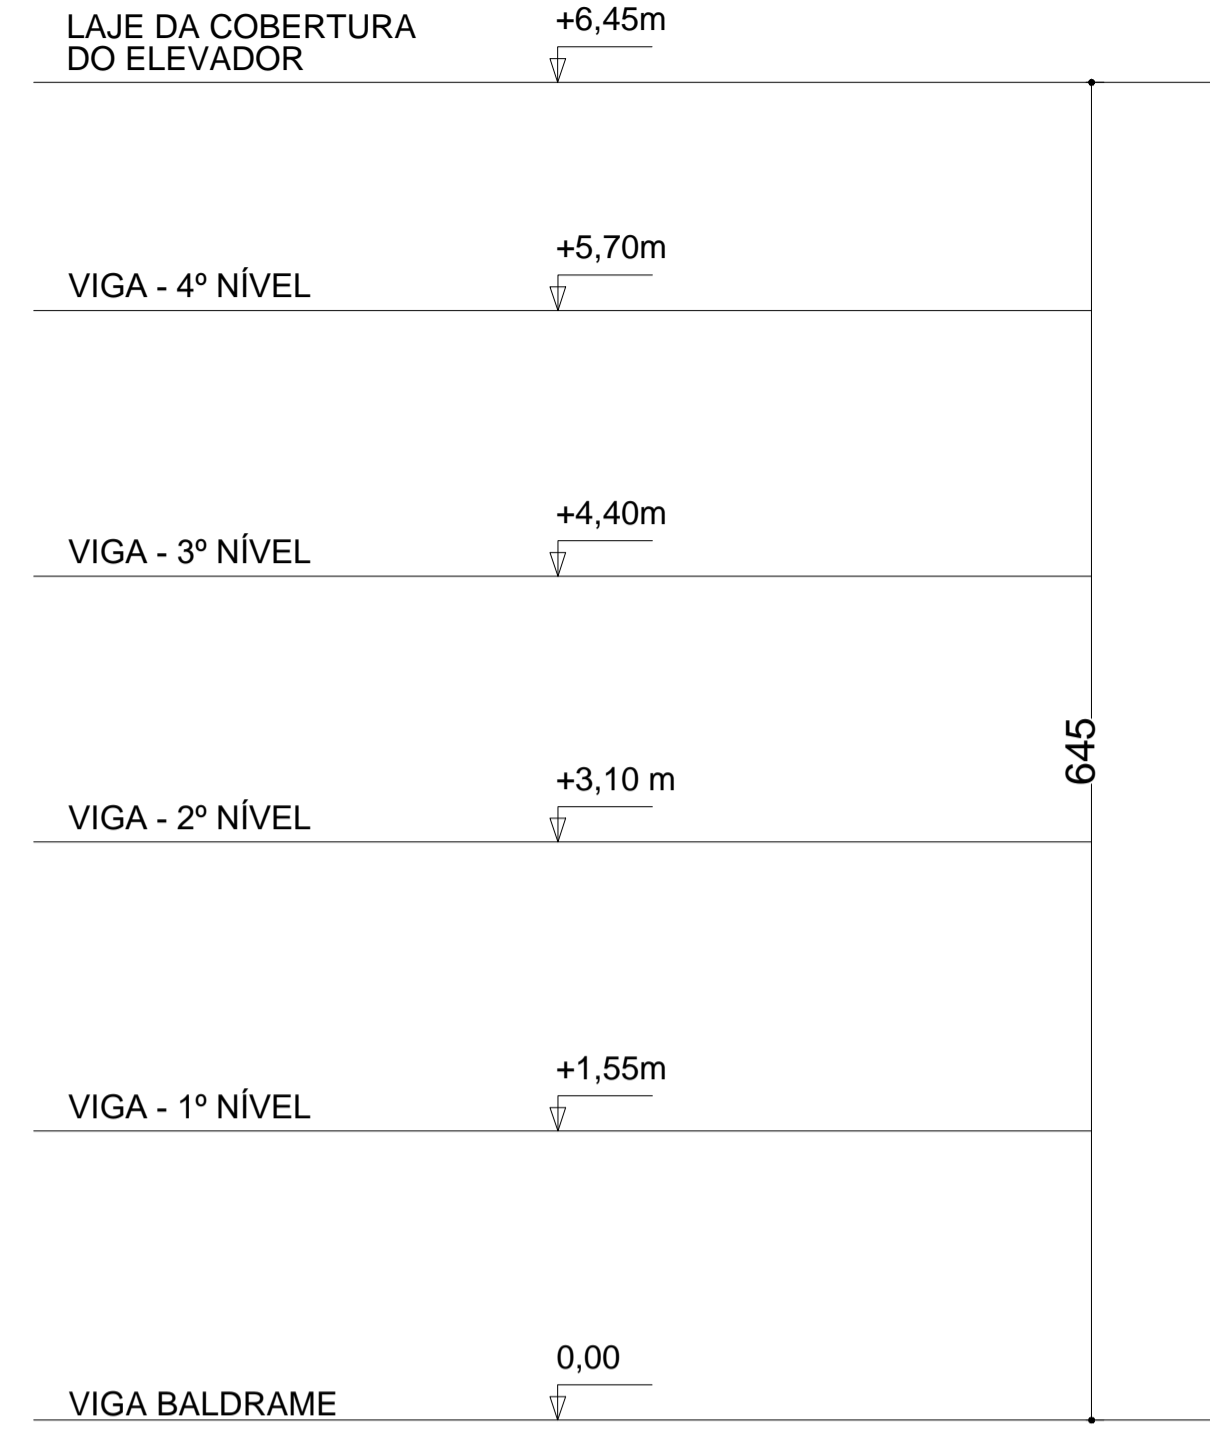 LAJE DA COBERTURA
DO ELEVADOR
+6,45m
+5,70m
VIGA - 4º NÍVEL
+4,40m
VIGA - 3º NÍVEL
645
+3,10 m
VIGA - 2º NÍVEL
+1,55m
VIGA - 1º NÍVEL
0,00
VIGA BALDRAME